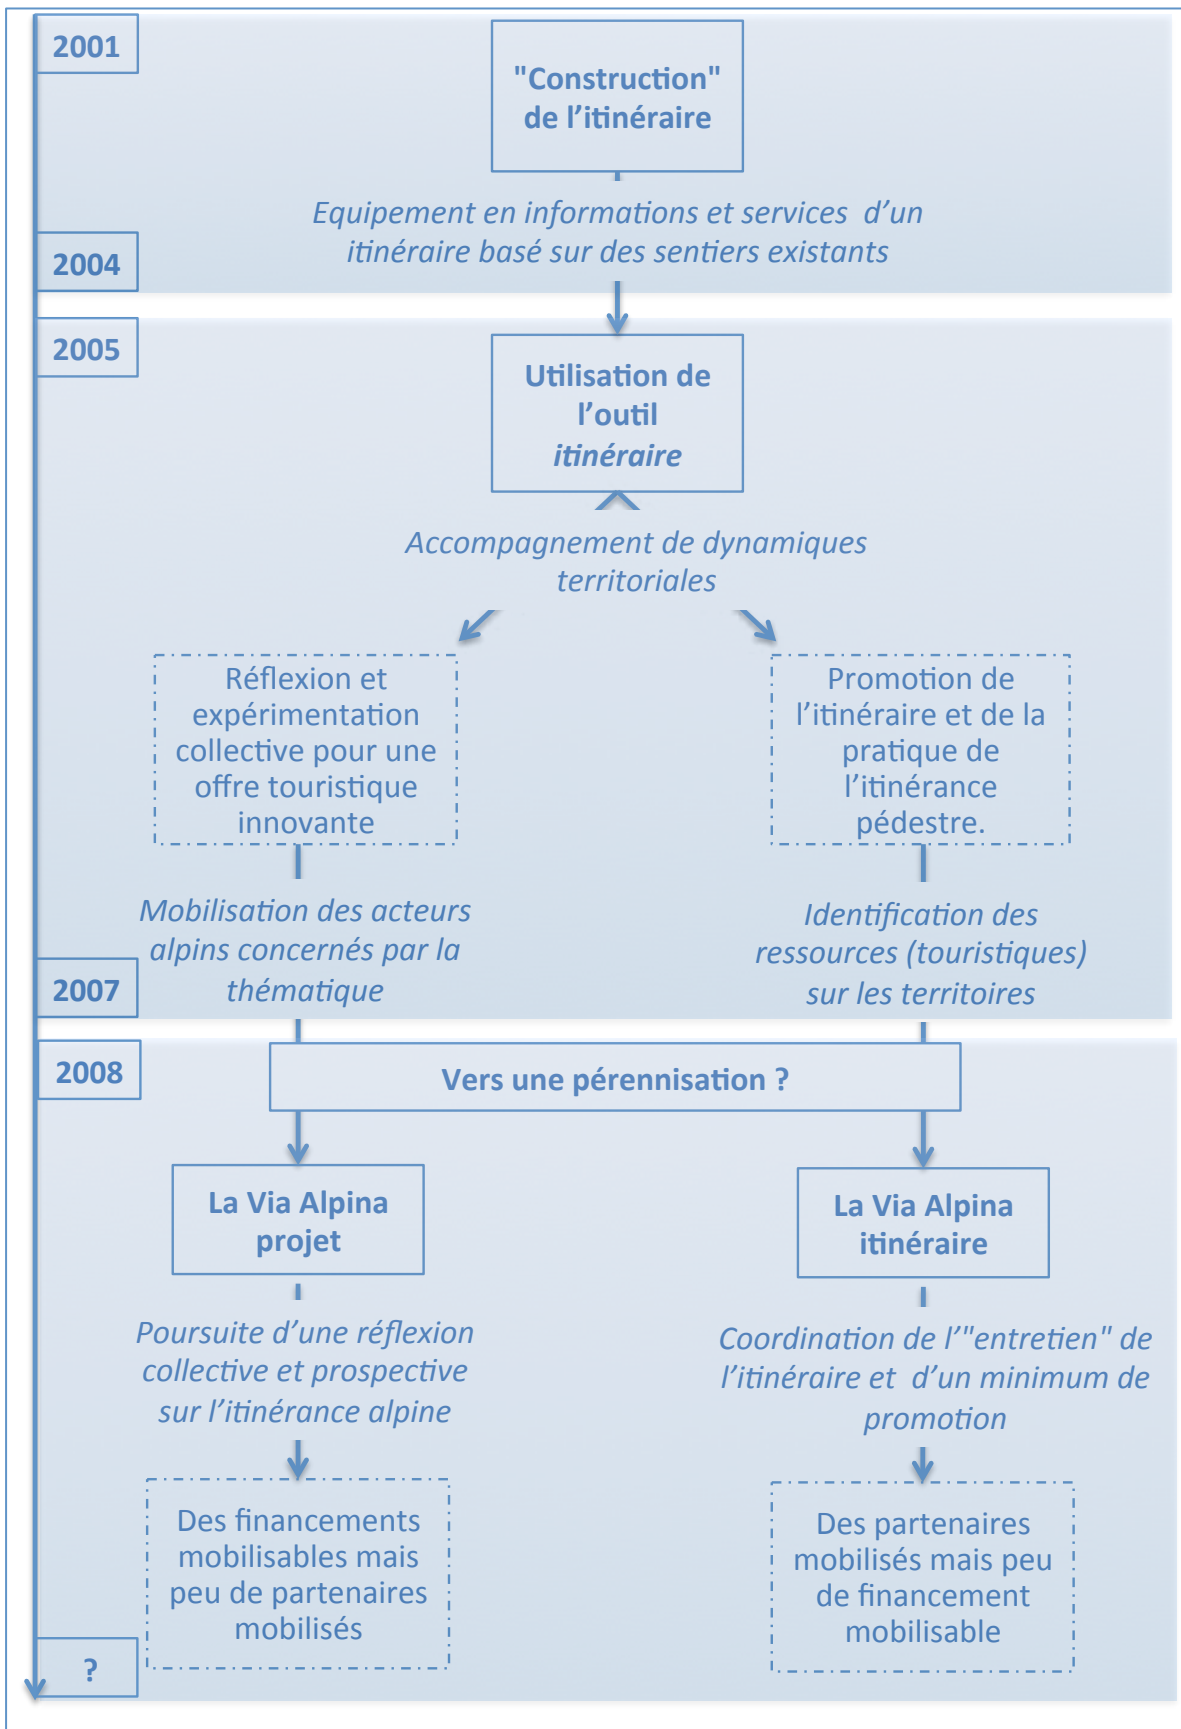 2001
"Construction"
de l’itinéraire
Equipement en informations et services  d’un
itinéraire basé sur des sentiers existants
2004
2005
Utilisation de
l’outil
itinéraire
Accompagnement de dynamiques
territoriales
Réflexion et
expérimentation
collective pour une
offre touristique
innovante
Promotion de
l’itinéraire et de la
pratique de
l’itinérance
pédestre.
Mobilisation des acteurs
alpins concernés par la
thématique
Identification des
ressources (touristiques)
sur les territoires
2007
2008
Vers une pérennisation ?
La Via Alpina
projet
La Via Alpina
itinéraire
Poursuite d’une réflexion
collective et prospective
sur l’itinérance alpine
Coordination de l’"entretien" de
l’itinéraire et  d’un minimum de
promotion
Des financements
mobilisables mais
peu de partenaires
mobilisés
Des partenaires
mobilisés mais peu
de financement
mobilisable
?